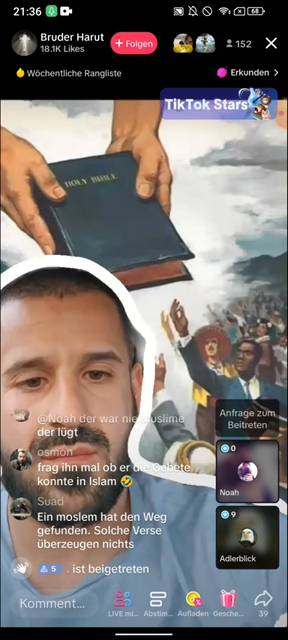 21:36
68
Bruder Harut
18.1K Likes
+ Folgen
152
Wöchentliche Rangliste
Erkunden
TikTok Stars
HOLY BIBLE
@Noah der war nie Muslime
der lügt
osmon
frag ihn mal ob er die Gebete
konnte in Islam 🤣
Suad
Ein moslem hat den Weg
gefunden. Solche Verse
überzeugen nichts
5 . ist beigetreten
Anfrage zum
Beitreten
0
Noah
9
Adlerblick
Kommentar...
LIVE mi...
Abstim...
Aufladen
Gesche...
39